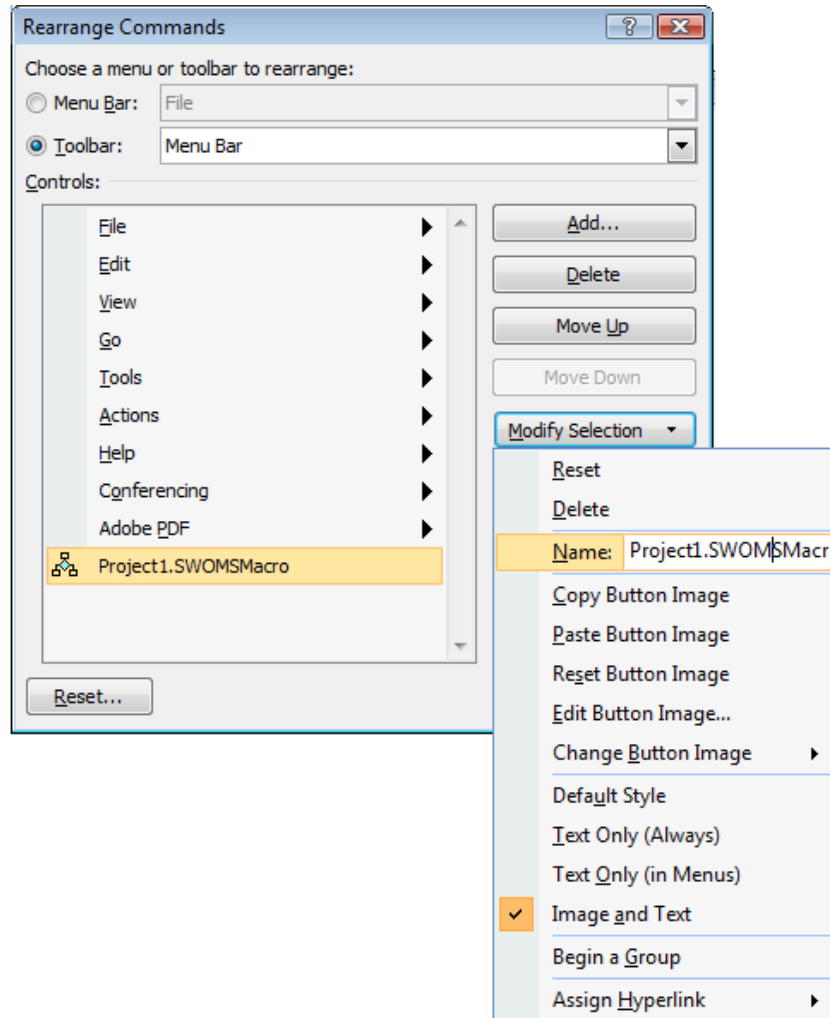 Rearrange Commands
Choose a menu or toolbar to rearrange:
Menu Bar: File
Toolbar: Menu Bar
Controls:
File
Edit
View
Go
Tools
Actions
Help
Conferencing
Adobe PDF
Project1.SWOMSMacro
Add...
Delete
Move Up
Move Down
Modify Selection
Reset...
Reset
Delete
Name: Project1.SWOMSMacr
Copy Button Image
Paste Button Image
Reset Button Image
Edit Button Image...
Change Button Image
Default Style
Text Only (Always)
Text Only (in Menus)
Image and Text
Begin a Group
Assign Hyperlink